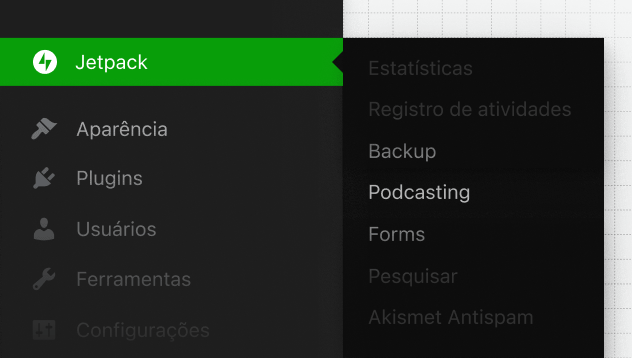 Jetpack
Aparência
Plugins
Usuários
Ferramentas
Configurações
Estatísticas
Registro de atividades
Backup
Podcasting
Forms
Pesquisar
Akismet Antispam